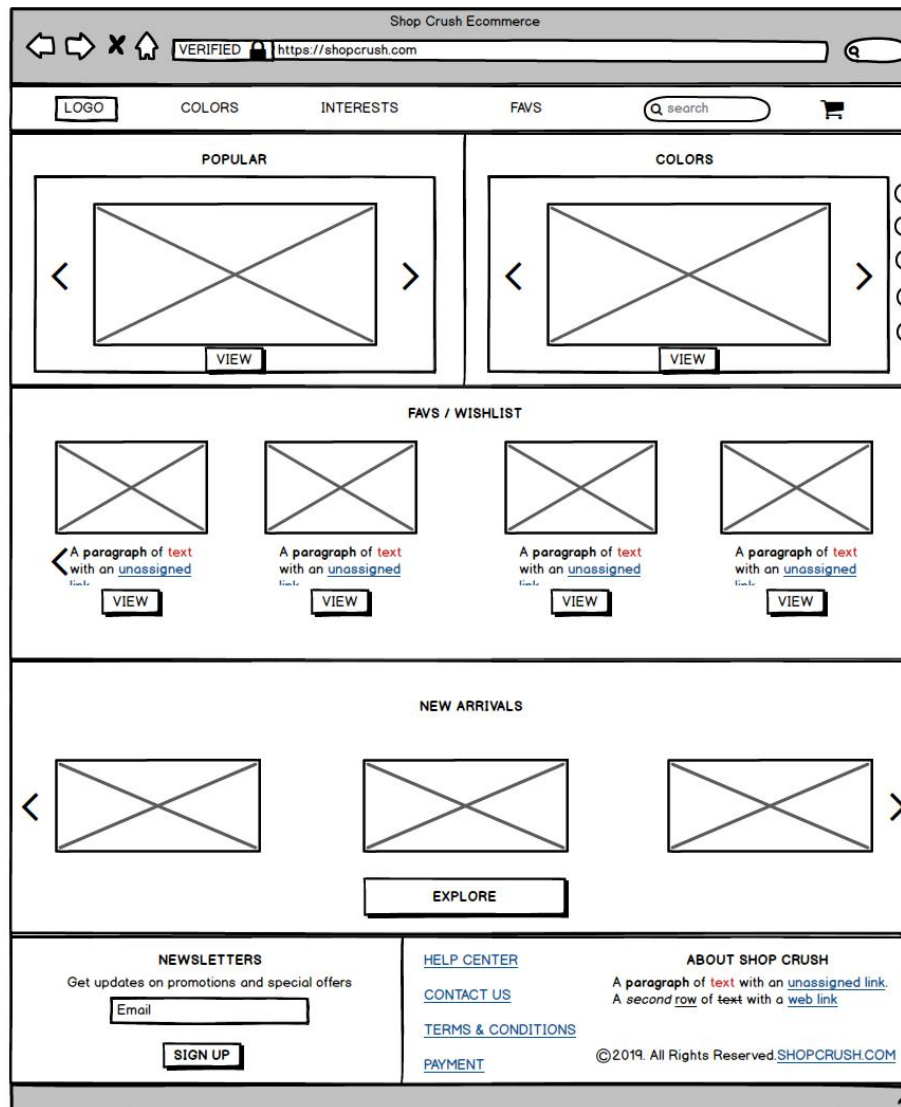 Shop Crush Ecommerce
VERIFIED https://shopcrush.com
LOGO COLORS INTERESTS FAVS search
POPULAR COLORS
VIEW VIEW
FAVS / WISHLIST
A paragraph of text A paragraph of text A paragraph of text A paragraph of text
with an unassigned with an unassigned with an unassigned with an unassigned
link link link link
VIEW VIEW VIEW VIEW
NEW ARRIVALS
EXPLORE
NEWSLETTERS
Get updates on promotions and special offers
Email
SIGN UP
HELP CENTER
CONTACT US
TERMS & CONDITIONS
PAYMENT
ABOUT SHOP CRUSH
A paragraph of text with an unassigned link.
A second row of text with a web link
©2019. All Rights Reserved.SHOPCRUSH.COM